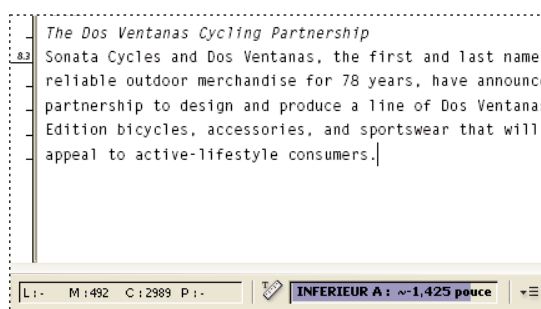 The Dos Ventanas Cycling Partnership
8.3 Sonata Cycles and Dos Ventanas, the first and last name
reliable outdoor merchandise for 78 years, have announc
partnership to design and produce a line of Dos Ventana
Edition bicycles, accessories, and sportswear that will
appeal to active-lifestyle consumers.
L:- M:492 C:2989 P:- INFERIEUR A : ~-1,425 pouce